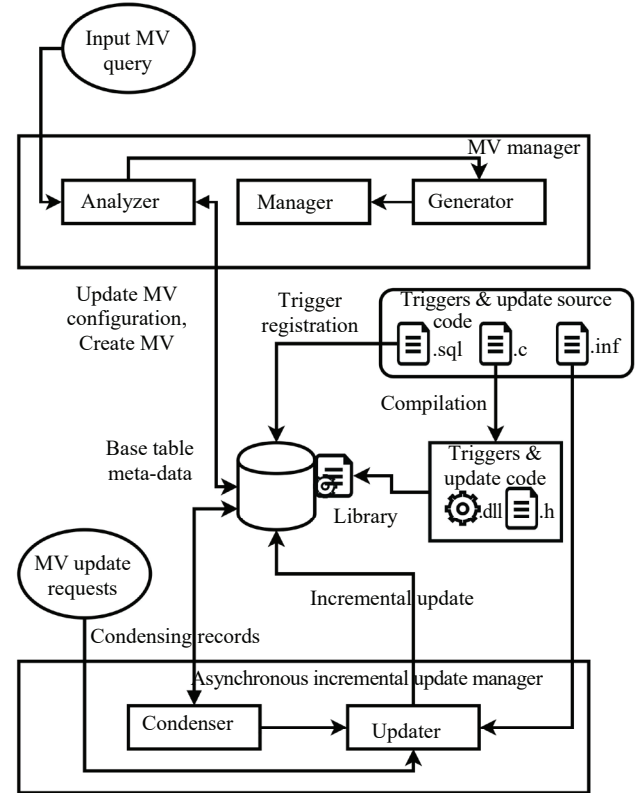 Input MV
query
MV manager
Analyzer
Manager
Generator
Update MV
configuration,
Create MV
Trigger
registration
Triggers & update source
code
.sql
.c
.inf
Compilation
Base table
meta-data
Triggers &
update code
.dll
.h
Library
MV update
requests
Incremental update
Condensing records
Asynchronous incremental update manager
Condenser
Updater